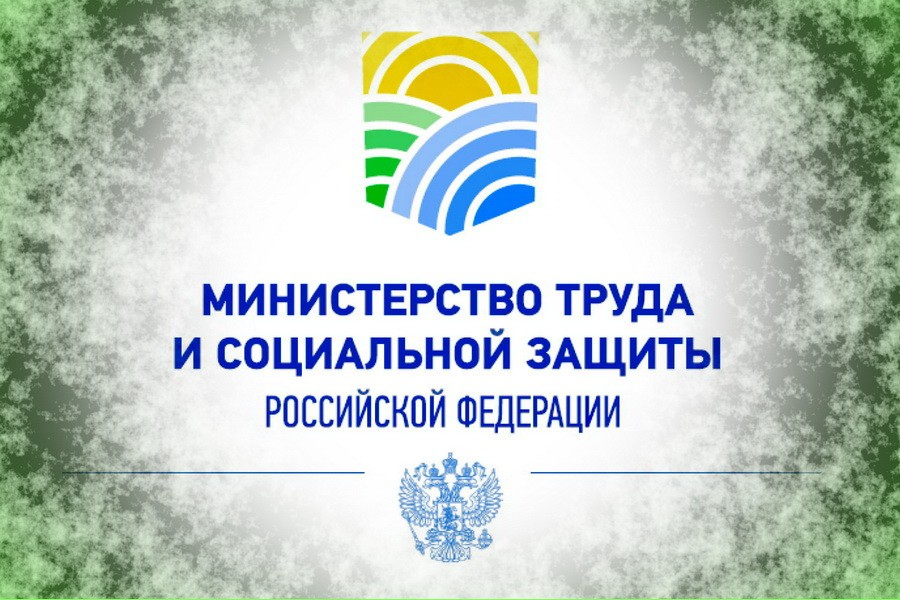 МИНИСТЕРСТВО ТРУДА
И СОЦИАЛЬНОЙ ЗАЩИТЫ
РОССИЙСКОЙ ФЕДЕРАЦИИ